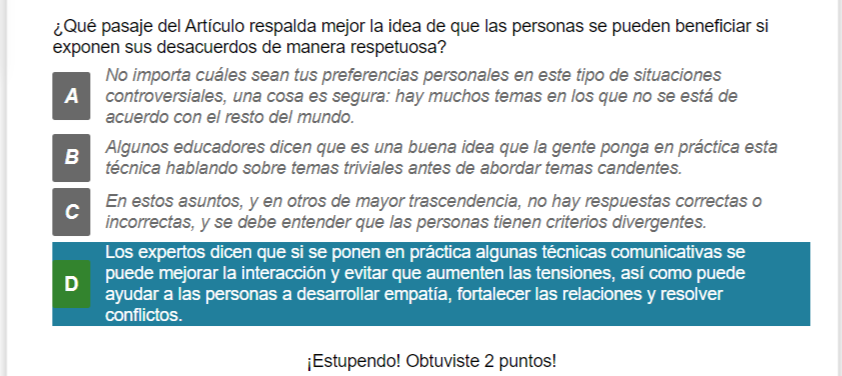 ¿Qué pasaje del Artículo respalda mejor la idea de que las personas se pueden beneficiar si
exponen sus desacuerdos de manera respetuosa?
A
No importa cuáles sean tus preferencias personales en este tipo de situaciones
controversiales, una cosa es segura: hay muchos temas en los que no se está de
acuerdo con el resto del mundo.
B
Algunos educadores dicen que es una buena idea que la gente ponga en práctica esta
técnica hablando sobre temas triviales antes de abordar temas candentes.
C
En estos asuntos, y en otros de mayor trascendencia, no hay respuestas correctas o
incorrectas, y se debe entender que las personas tienen criterios divergentes.
D
Los expertos dicen que si se ponen en práctica algunas técnicas comunicativas se
puede mejorar la interacción y evitar que aumenten las tensiones, así como puede
ayudar a las personas a desarrollar empatía, fortalecer las relaciones y resolver
conflictos.
¡Estupendo! Obtuviste 2 puntos!